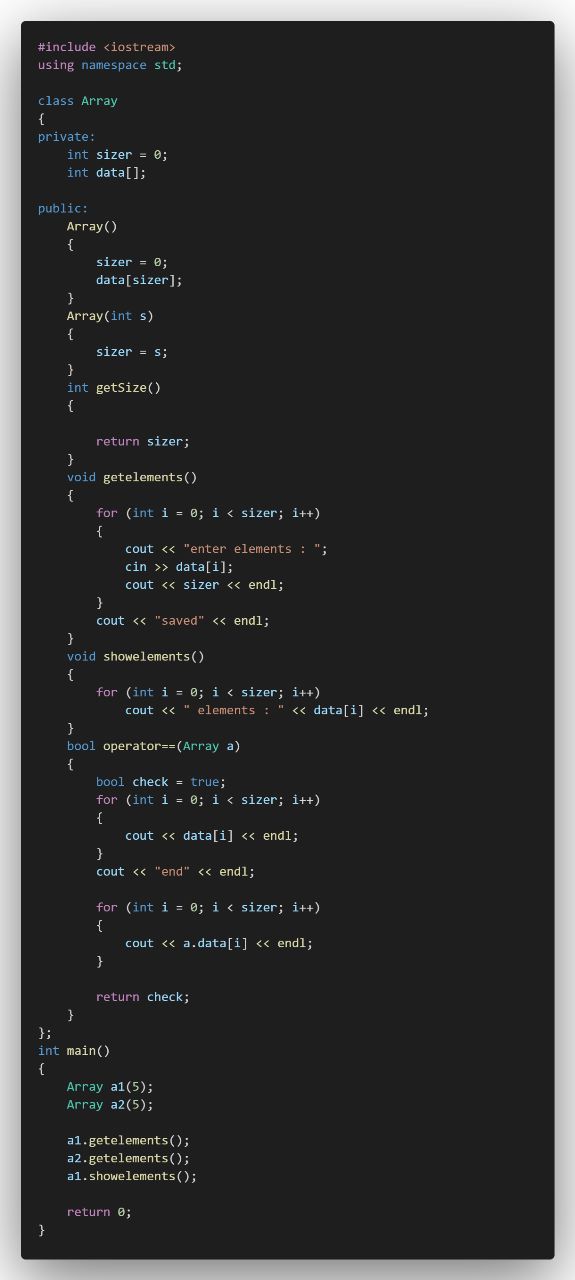 #include <iostream>
using namespace std;

class Array
{
private:
    int sizer = 0;
    int data[];

public:
    Array()
    {
        sizer = 0;
        data[sizer];
    }
    Array(int s)
    {
        sizer = s;
    }
    int getSize()
    {

        return sizer;
    }
    void getelements()
    {
        for (int i = 0; i < sizer; i++)
        {
            cout << "enter elements : ";
            cin >> data[i];
            cout << sizer << endl;
        }
        cout << "saved" << endl;
    }
    void showelements()
    {
        for (int i = 0; i < sizer; i++)
            cout << " elements : " << data[i] << endl;
    }
    bool operator==(Array a)
    {
        bool check = true;
        for (int i = 0; i < sizer; i++)
        {
            cout << data[i] << endl;
        }
        cout << "end" << endl;

        for (int i = 0; i < sizer; i++)
        {
            cout << a.data[i] << endl;
        }

        return check;
    }
};
int main()
{
    Array a1(5);
    Array a2(5);

    a1.getelements();
    a2.getelements();
    a1.showelements();

    return 0;
}